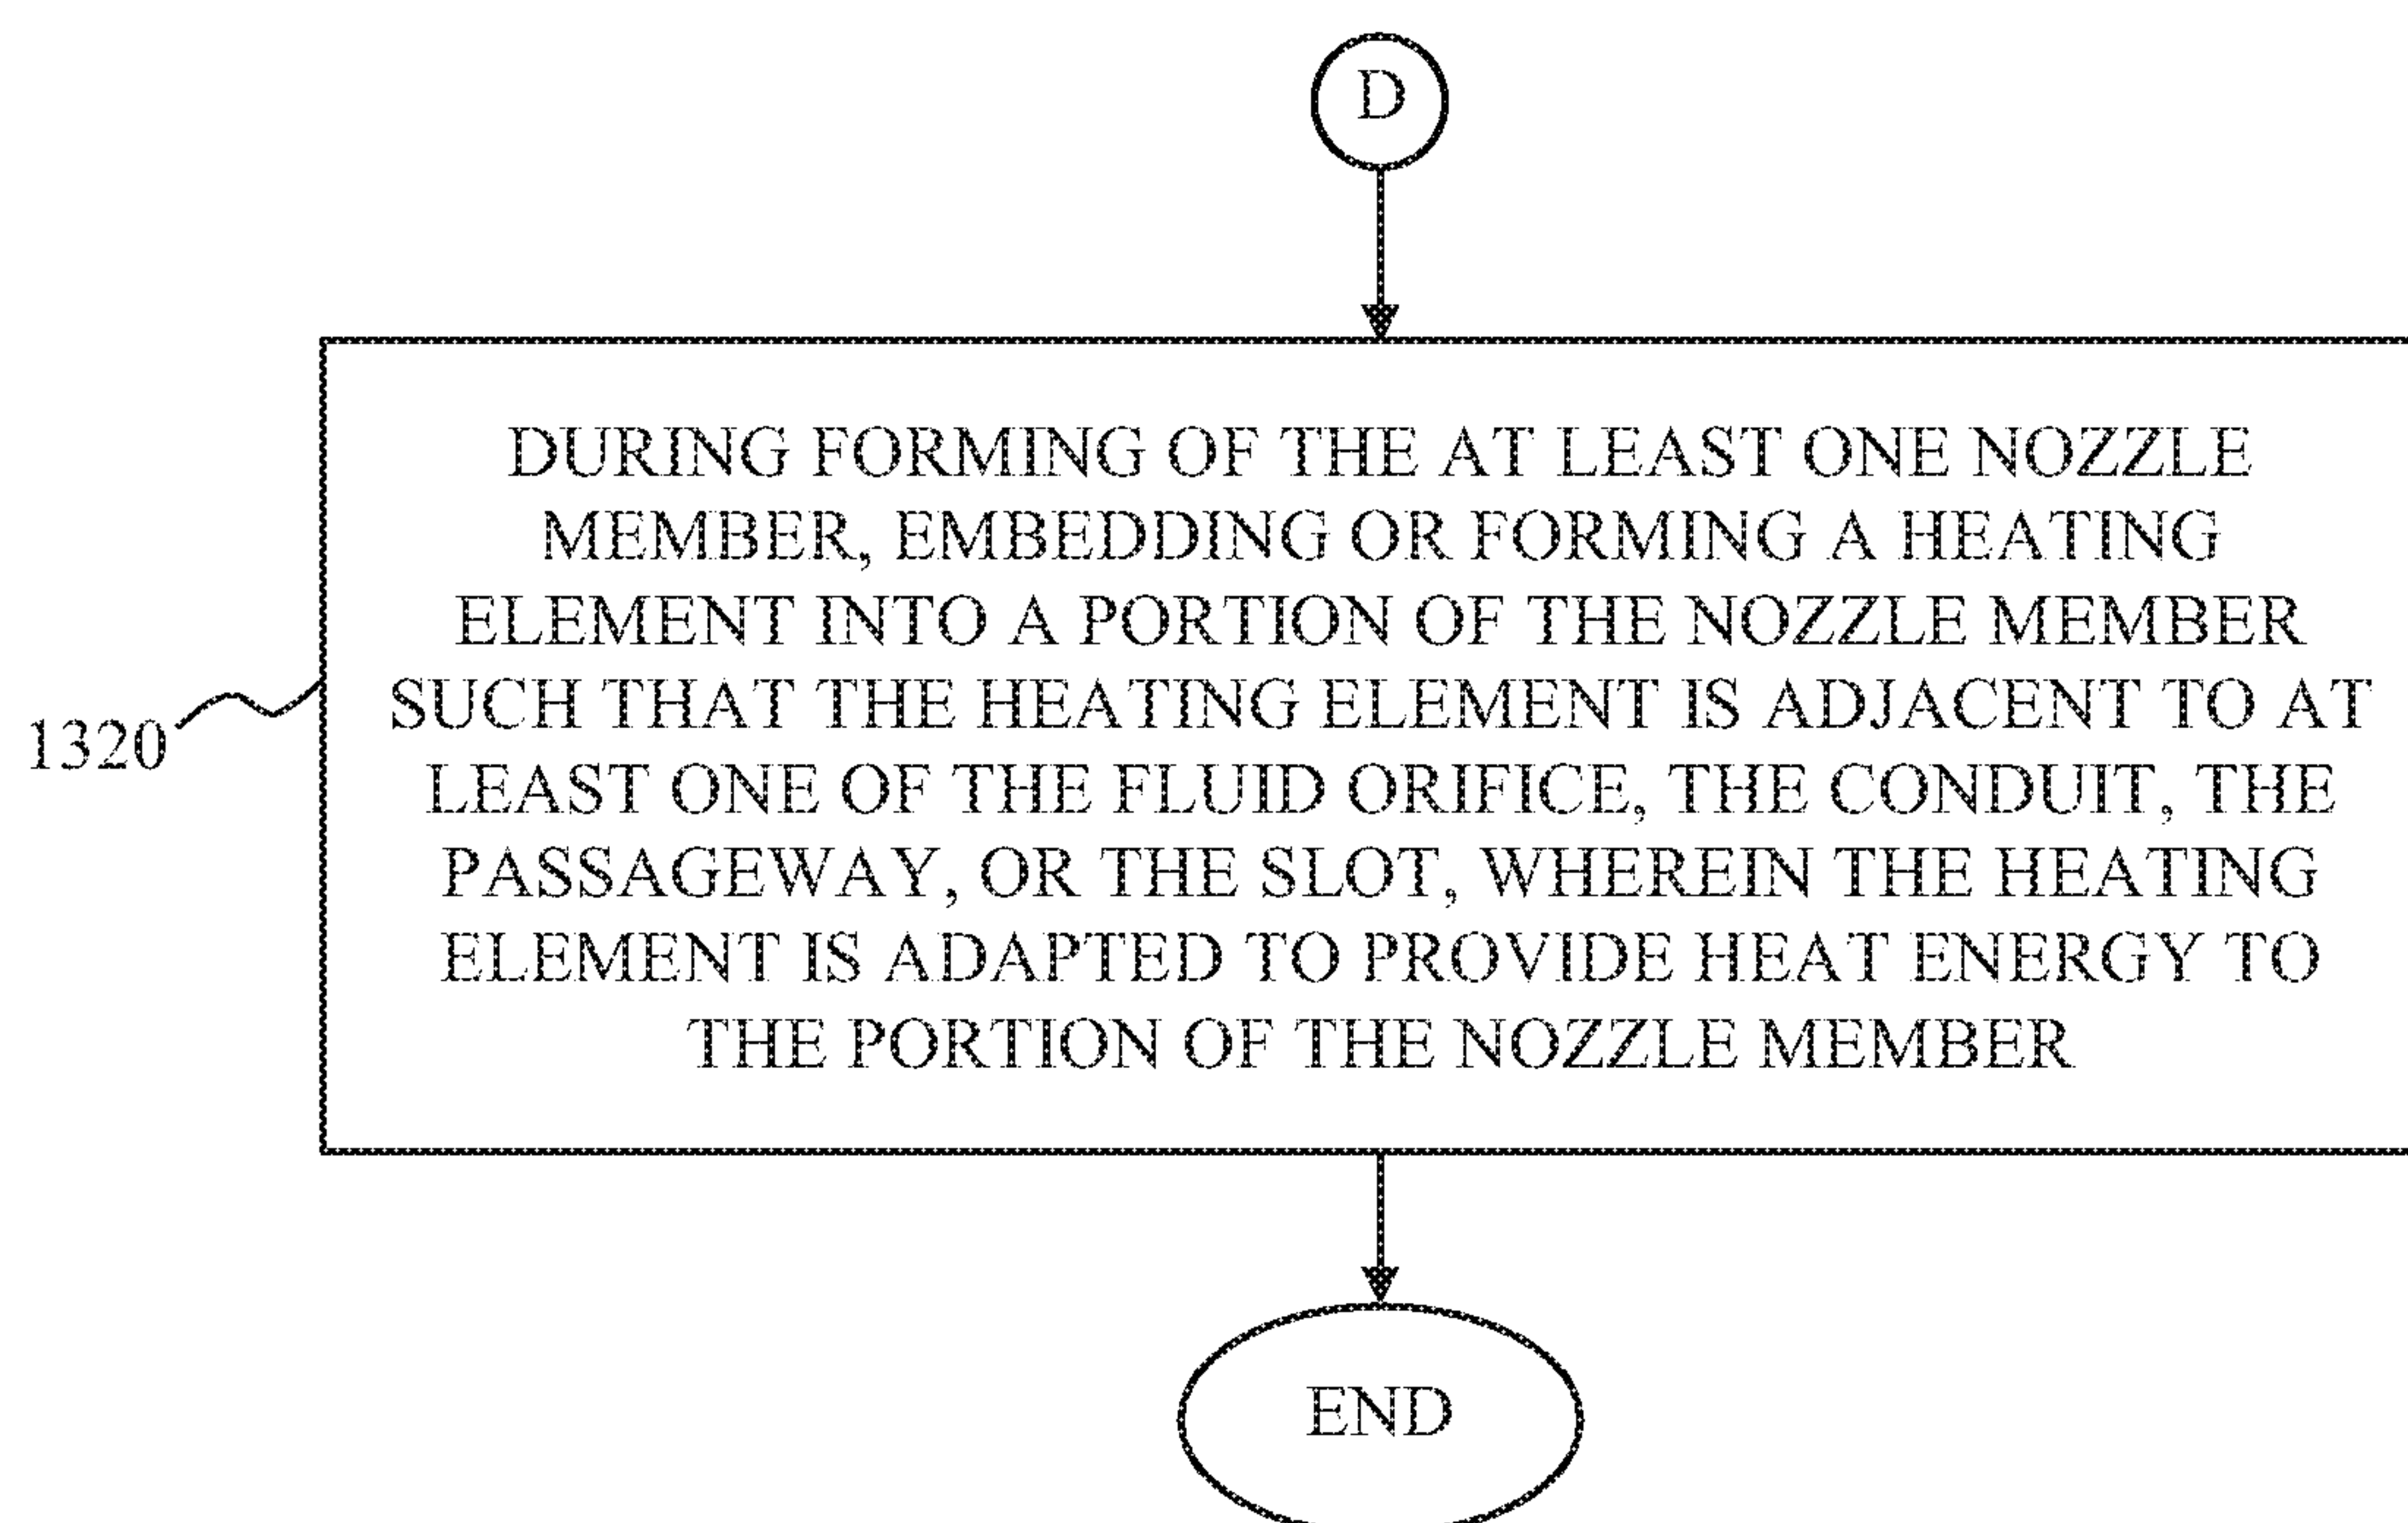 D
DURING FORMING OF THE AT LEAST ONE NOZZLE
MEMBER, EMBEDDING OR FORMING A HEATING
ELEMENT INTO A PORTION OF THE NOZZLE MEMBER
SUCH THAT THE HEATING ELEMENT IS ADJACENT TO AT
LEAST ONE OF THE FLUID ORIFICE, THE CONDUIT, THE
PASSAGEWAY, OR THE SLOT, WHEREIN THE HEATING
ELEMENT IS ADAPTED TO PROVIDE HEAT ENERGY TO
THE PORTION OF THE NOZZLE MEMBER
1320
END